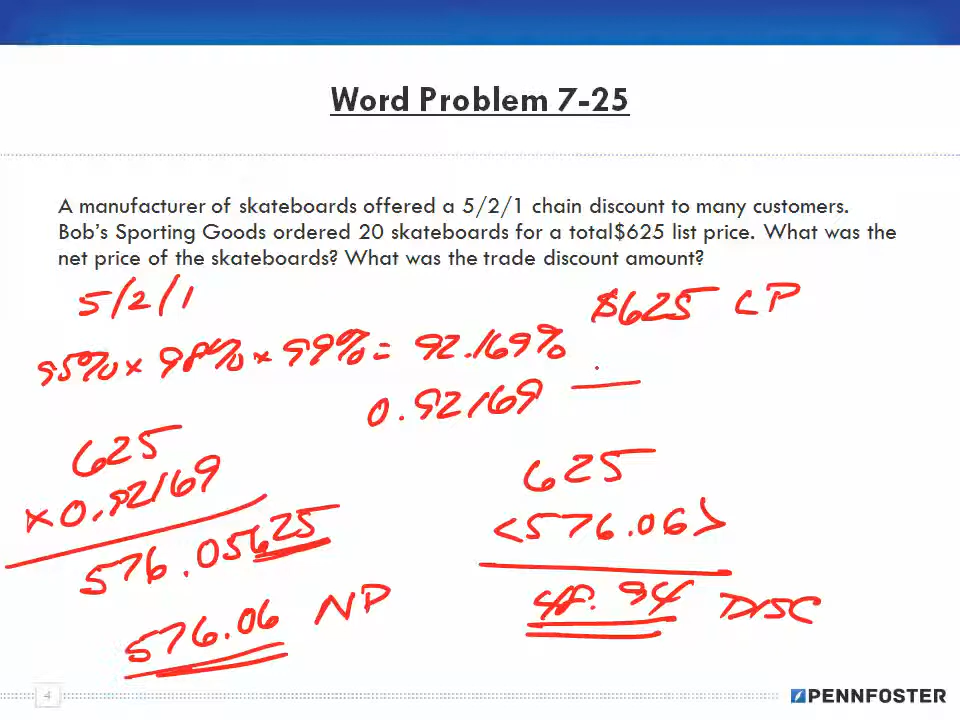 Word Problem 7-25
A manufacturer of skateboards offered a 5/2/1 chain discount to many customers.
Bob's Sporting Goods ordered 20 skateboards for a total$625 list price. What was the
net price of the skateboards? What was the trade discount amount?
5/2/1
$625 LP
95% x 98% x 99% = 92.169%
0.92169
625
x 0.92169
576.05625
576.06 NP
625
<576.06>
48.94 DISC
4
PENNFOSTER